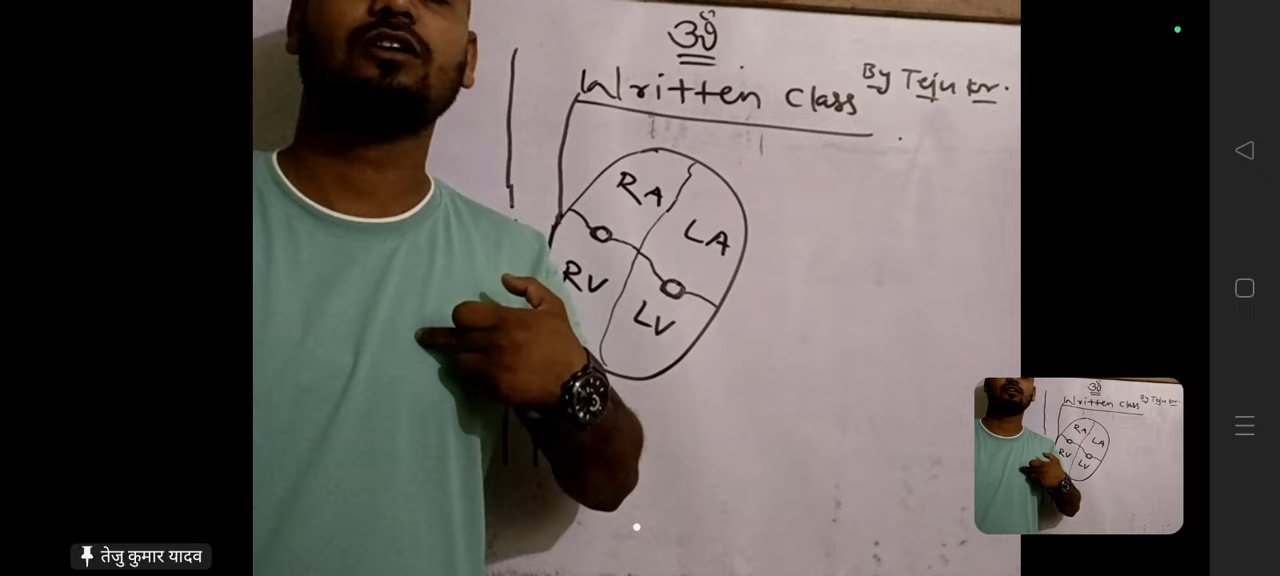 ॐ
Written Class By Teju kr.
RA
LA
RV
LV
तेजु कुमार यादव